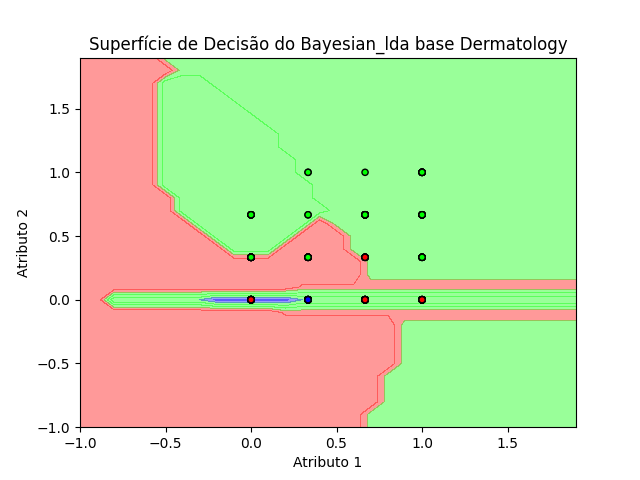 Superfície de Decisão do Bayesian_lda base Dermatology
1.5
1.0
0.5
0.0
−0.5
−1.0
Atributo 2
−1.0 −0.5 0.0 0.5 1.0 1.5
Atributo 1